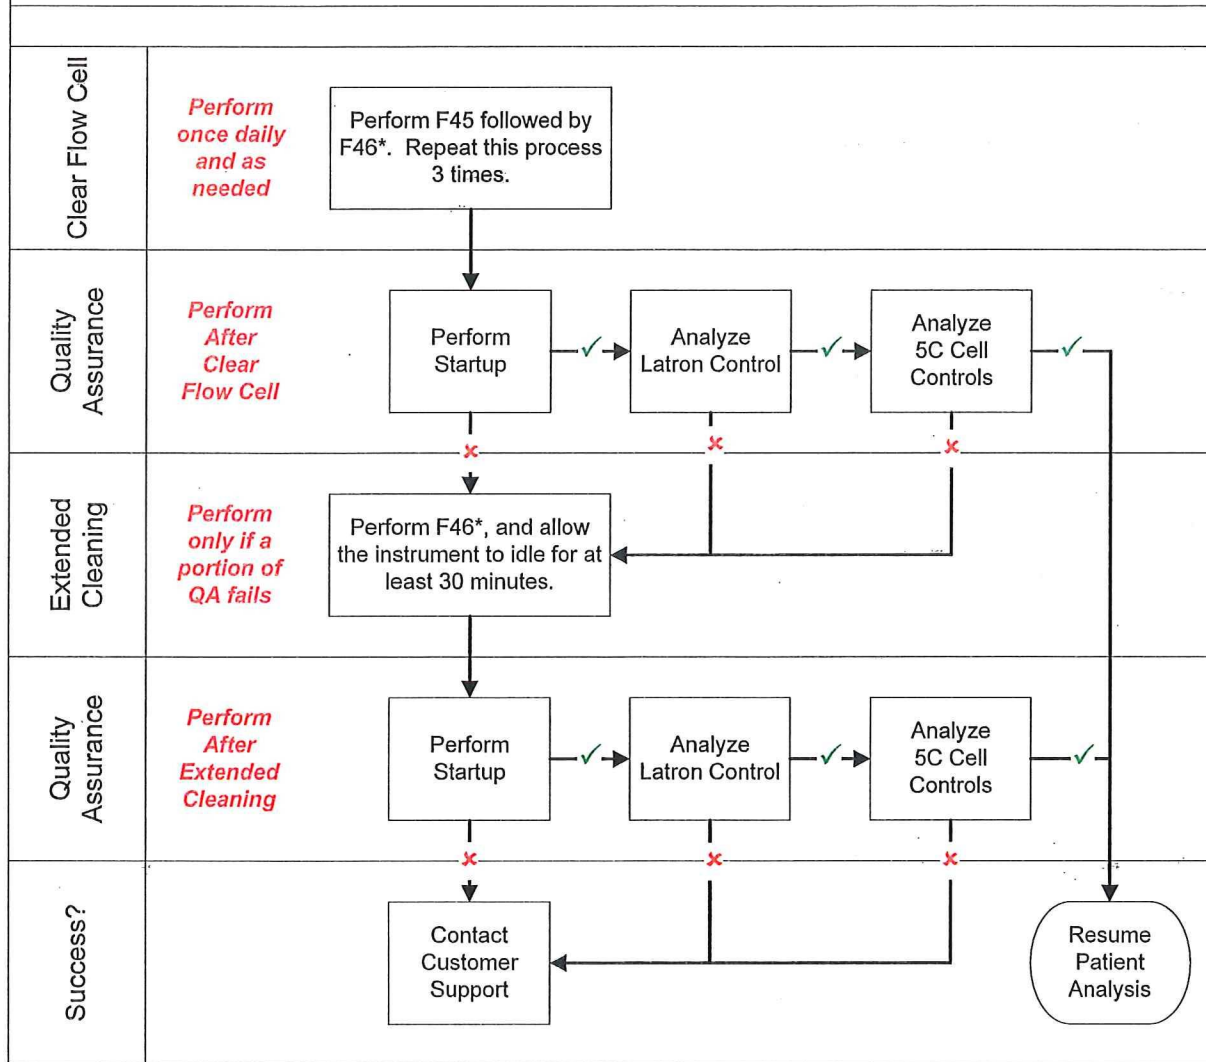 Clear Flow Cell
Perform
once daily
and as
needed
Perform F45 followed by
F46*. Repeat this process
3 times.
Quality
Assurance
Perform
After
Clear
Flow Cell
Perform
Startup
Analyze
Latron Control
Analyze
5C Cell
Controls
Extended
Cleaning
Perform
only if a
portion of
QA fails
Perform F46*, and allow
the instrument to idle for at
least 30 minutes.
Quality
Assurance
Perform
After
Extended
Cleaning
Perform
Startup
Analyze
Latron Control
Analyze
5C Cell
Controls
Success?
Contact
Customer
Support
Resume
Patient
Analysis